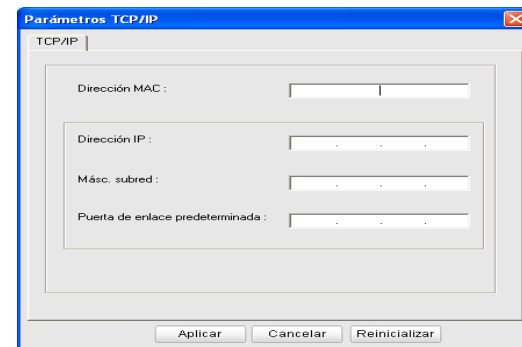 Parámetros TCP/IP
TCP/IP
Dirección MAC :
Dirección IP :
Másc. subred :
Puerta de enlace predeterminada :
Aplicar Cancelar Reinicializar